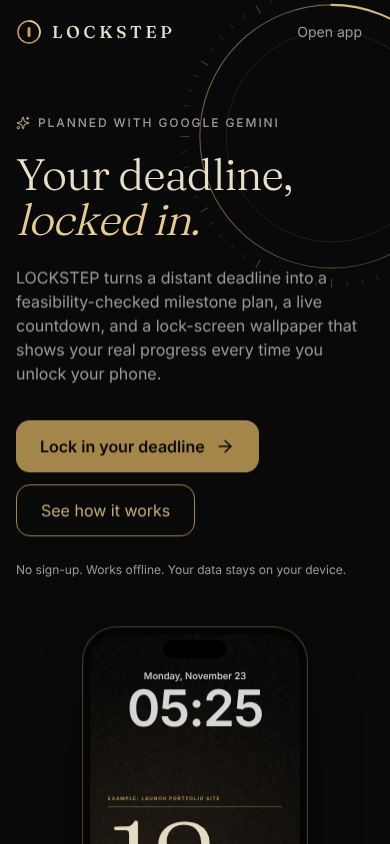 LOCKSTEP
Open app
PLANNED WITH GOOGLE GEMINI
Your deadline,
locked in.
LOCKSTEP turns a distant deadline into a
feasibility-checked milestone plan, a live
countdown, and a lock-screen wallpaper that
shows your real progress every time you
unlock your phone.
Lock in your deadline
See how it works
No sign-up. Works offline. Your data stays on your device.
Monday, November 23
05:25
EXAMPLE: LAUNCH PORTFOLIO SITE